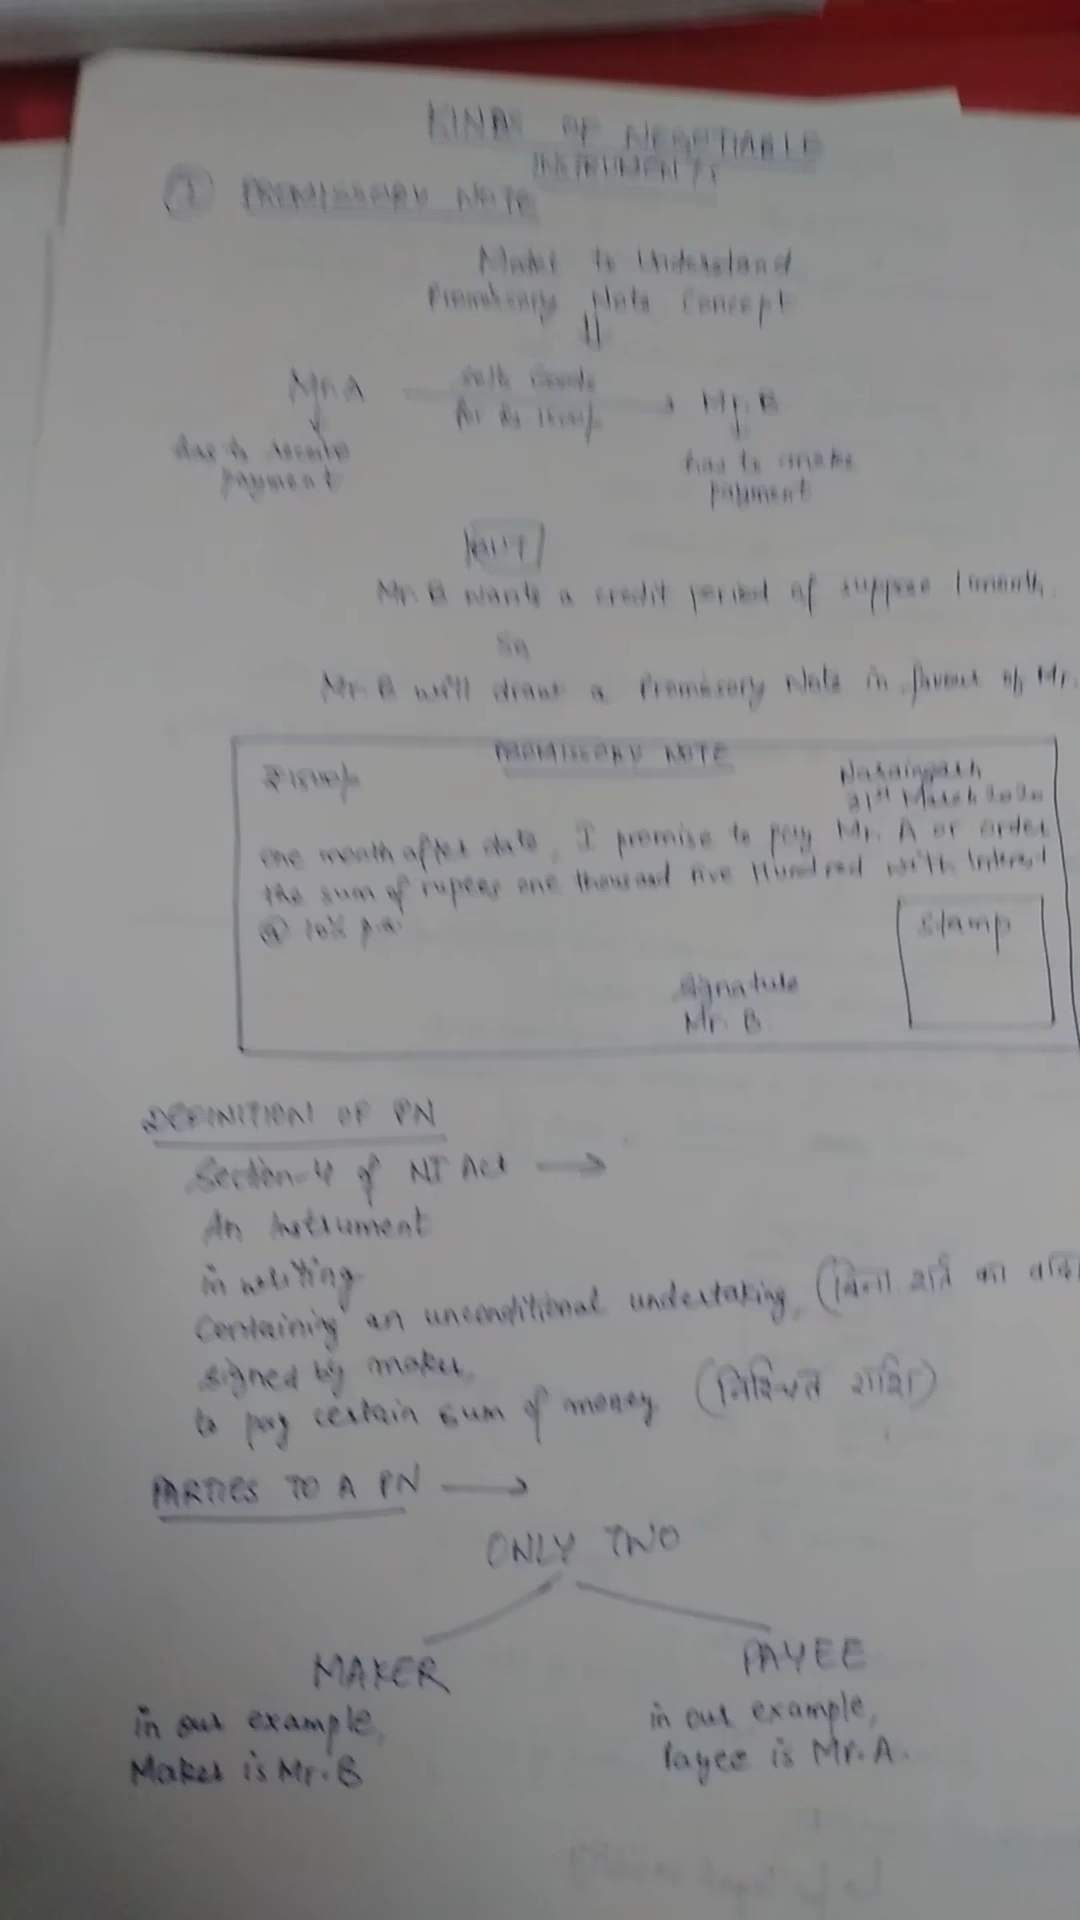 KINDS OF NEGOTIABLE
INSTRUMENTS
① PROMISSORY NOTE
to Understand
Promissory Note Concept
Mr. A
sells Goods
for Rs
Mr. B
due to receive
payment
has to make
payment
BUT
Mr. B wants a credit period of suppose 1 month.
So
Mr. B will draw a Promissory Note in favour of Mr.
PROMISSORY NOTE
21st March 2020
one month after date, I promise to pay Mr. A or order
the sum of rupees one thousand five Hundred with interest
@ 10% p.a.
Stamp
Signature
Mr. B
DEFINITION OF PN
Section-4 of NI Act →
An instrument
in writing
Containing an unconditional undertaking, (बिना शर्त का
signed by maker,
to pay certain sum of money (निश्चित राशि)
PARTIES TO A PN →
ONLY TWO
MAKER
PAYEE
in our example,
Maker is Mr. B
in our example,
Payee is Mr. A.